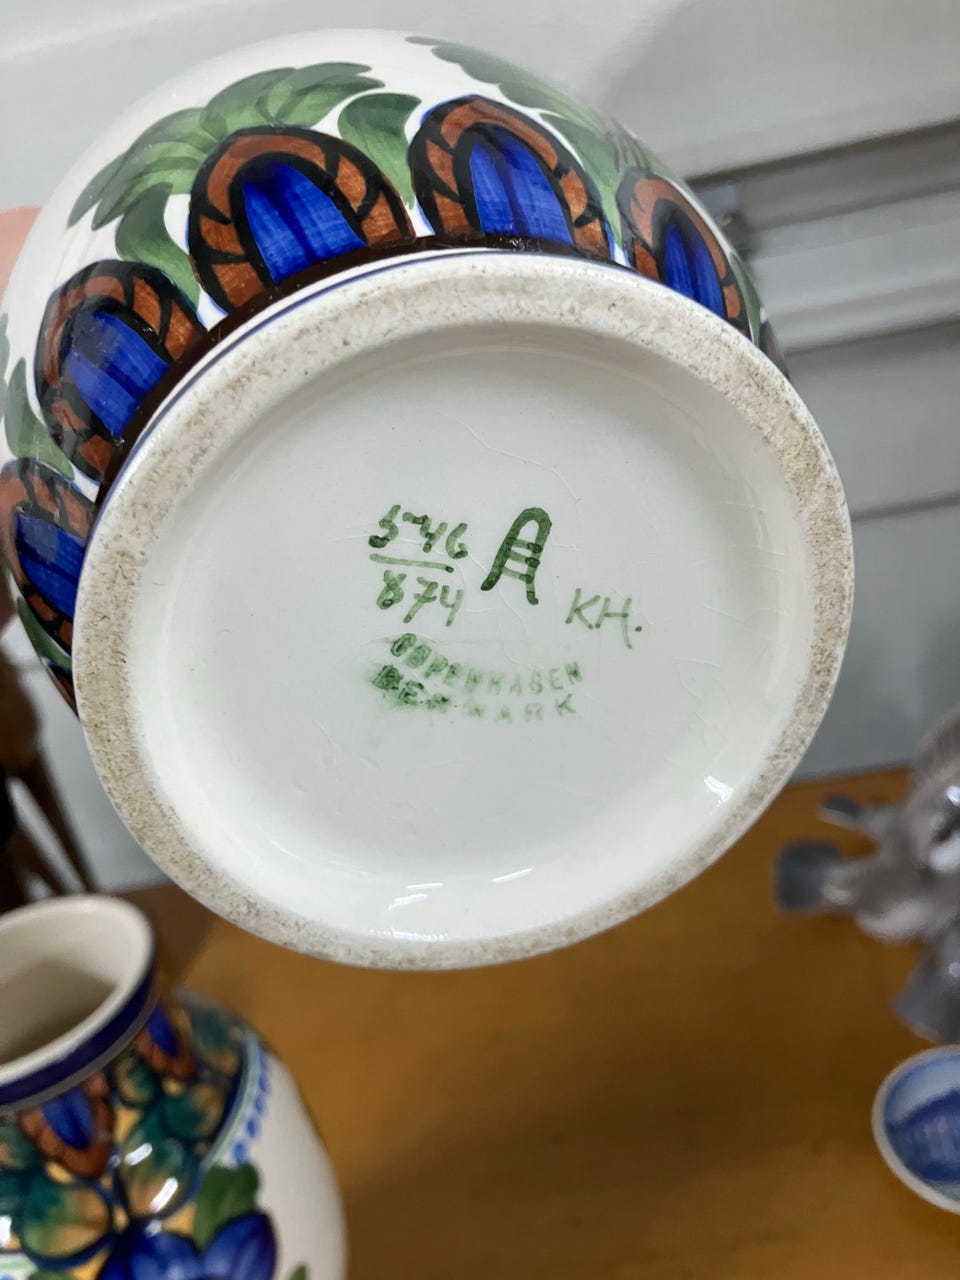 546
874
A
KH.
COPENHAGEN
DENMARK